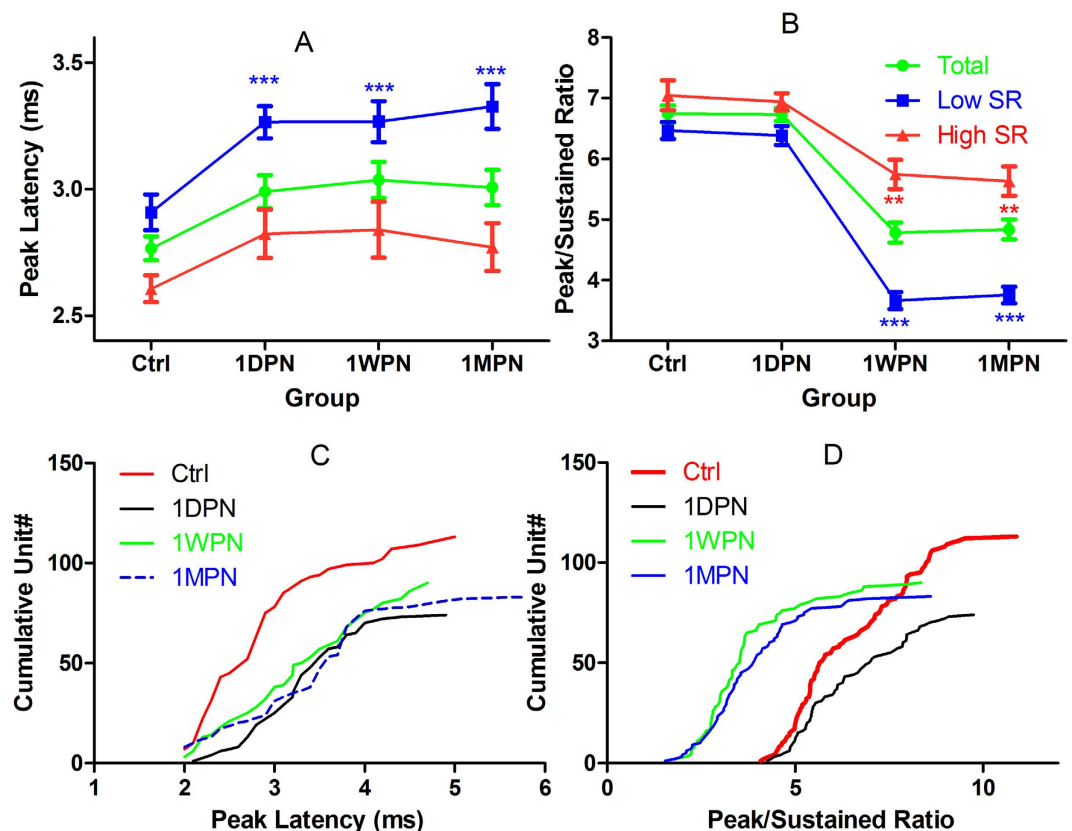 A
Peak Latency (ms)
3.5
3.0
2.5
***
***
***
Ctrl
1DPN
1WPN
1MPN
Group
B
Peak/Sustained Ratio
8
7
6
5
4
3
Total
Low SR
High SR
**
**
***
***
Ctrl
1DPN
1WPN
1MPN
Group
C
Cumulative Unit#
150
100
50
0
Ctrl
1DPN
1WPN
1MPN
1
2
3
4
5
6
Peak Latency (ms)
D
Cumulative Unit#
150
100
50
0
Ctrl
1DPN
1WPN
1MPN
0
5
10
Peak/Sustained Ratio